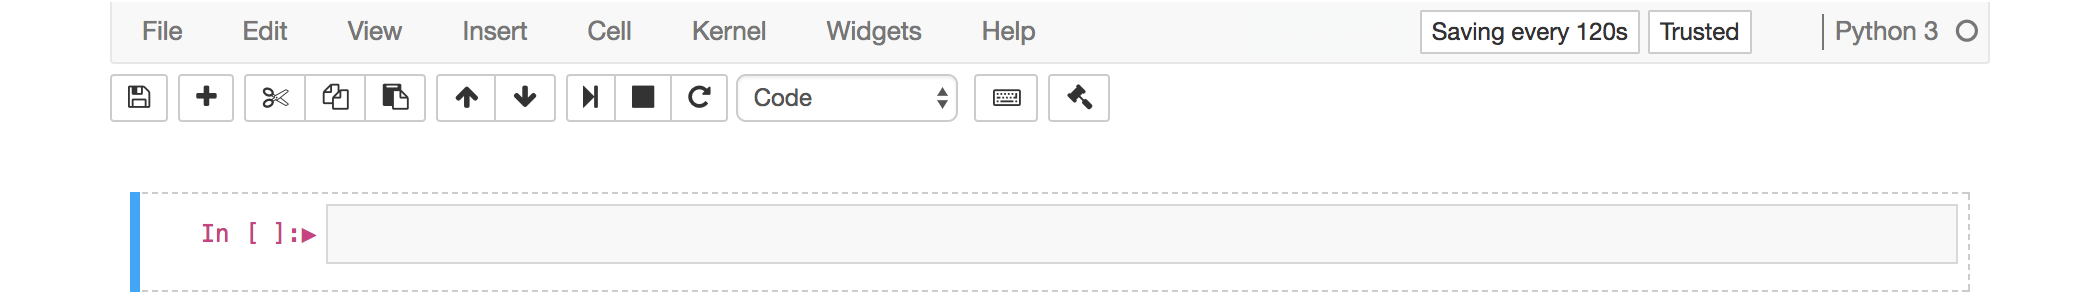 File Edit View Insert Cell Kernel Widgets Help Saving every 120s Trusted Python 3
Code
In [ ]: